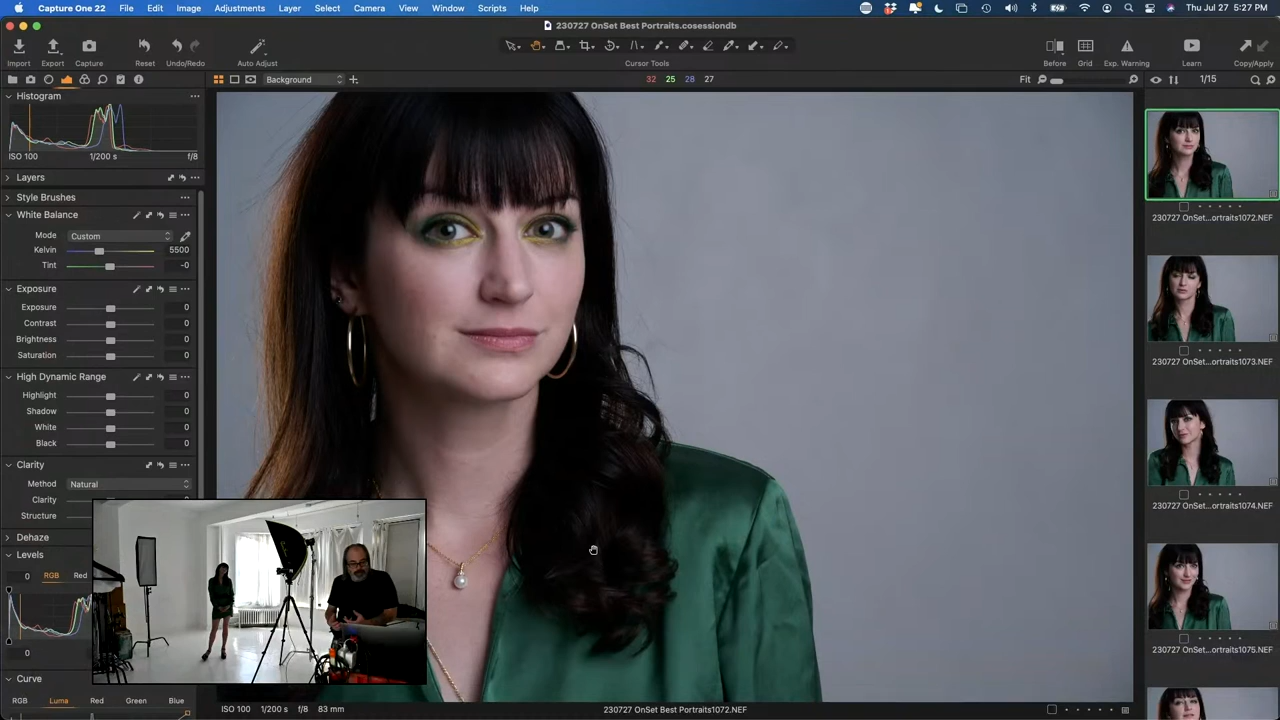 Capture One 22 File Edit Image Adjustments Layer Select Camera View Window Scripts Help Thu Jul 27 5:27 PM
230727 OnSet Best Portraits.cosessiondb
Import Export Capture Reset Undo/Redo Auto Adjust Cursor Tools Before Grid Exp. Warning Learn Copy/Apply
Background 32 25 28 27 Fit 1/15
Histogram
ISO 100 1/200 s f/8
Layers
Style Brushes
White Balance
Mode Custom
Kelvin 5500
Tint -0
Exposure
Exposure 0
Contrast 0
Brightness 0
Saturation 0
High Dynamic Range
Highlight 0
Shadow 0
White 0
Black 0
Clarity
Method Natural
Clarity
Structure
Dehaze
Levels
0 RGB Red
0
Curve
RGB Luma Red Green Blue
ISO 100 1/200 s f/8 83 mm 230727 OnSet Best Portraits1072.NEF
230727 OnSet...ortraits1072.NEF
230727 OnSet...ortraits1073.NEF
230727 OnSet...ortraits1074.NEF
230727 OnSet...ortraits1075.NEF